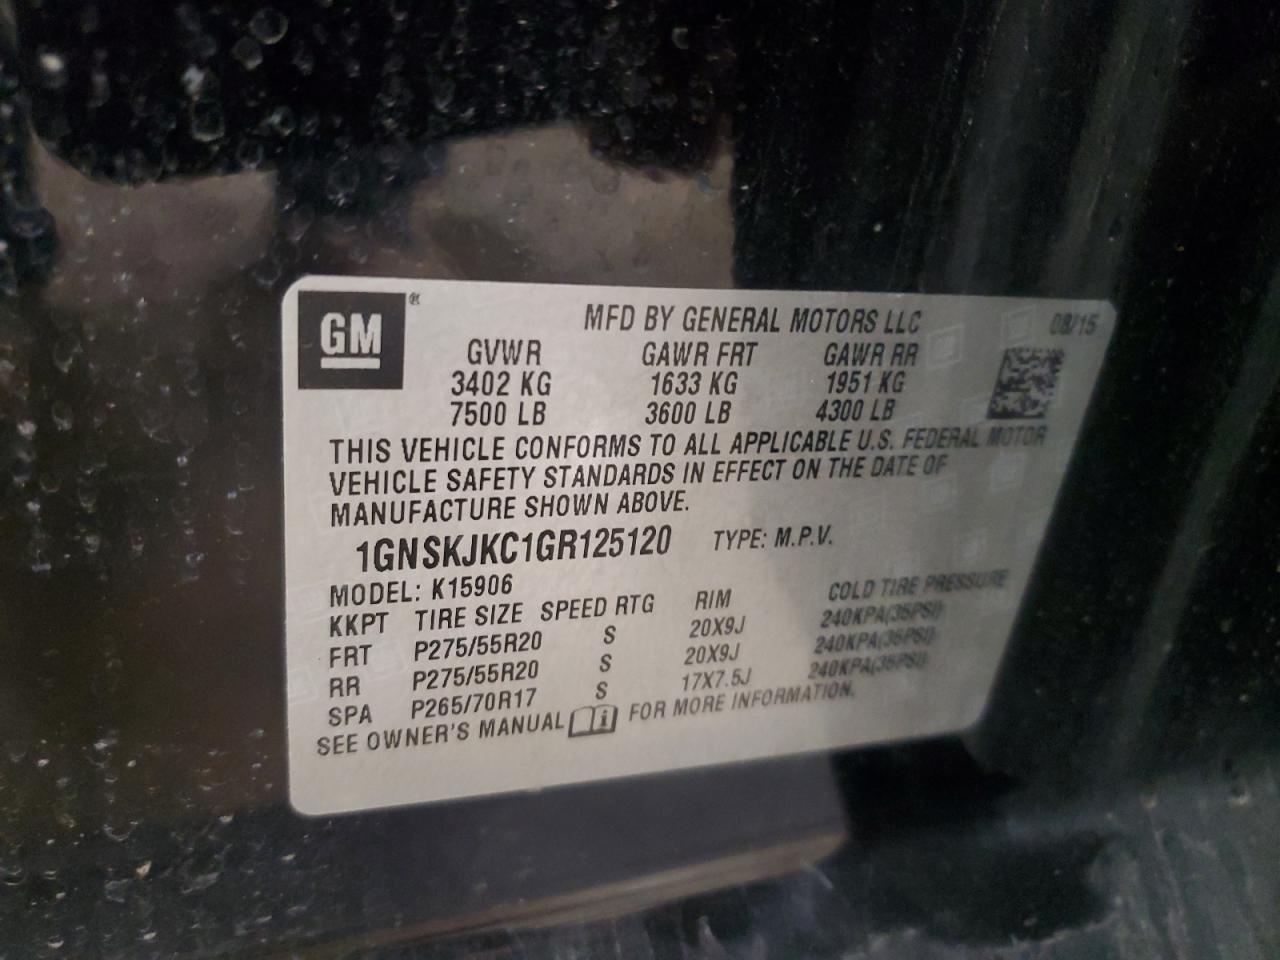 GM ®
MFD BY GENERAL MOTORS LLC 08/15
GVWR GAWR FRT GAWR RR
3402 KG 1633 KG 1951 KG
7500 LB 3600 LB 4300 LB
THIS VEHICLE CONFORMS TO ALL APPLICABLE U.S. FEDERAL MOTOR
VEHICLE SAFETY STANDARDS IN EFFECT ON THE DATE OF
MANUFACTURE SHOWN ABOVE.
1GNSKJKC1GR125120 TYPE: M.P.V.
MODEL: K15906
KKPT TIRE SIZE SPEED RTG RIM COLD TIRE PRESSURE
FRT P275/55R20 S 20X9J 240KPA(35PSI)
RR P275/55R20 S 20X9J 240KPA(35PSI)
SPA P265/70R17 S 17X7.5J 240KPA(35PSI)
SEE OWNER'S MANUAL FOR MORE INFORMATION.